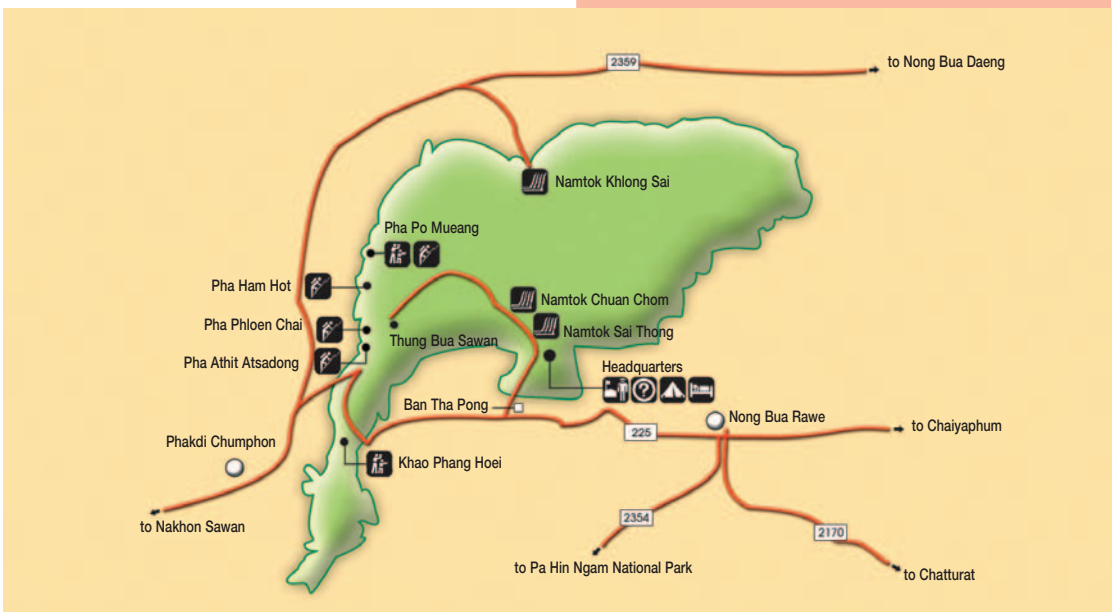 2359
to Nong Bua Daeng
Namtok Khlong Sai
Pha Po Mueang
Pha Ham Hot
Namtok Chuan Chom
Pha Phloen Chai
Namtok Sai Thong
Thung Bua Sawan
Pha Athit Atsadong
Headquarters
?
Ban Tha Pong
Nong Bua Rawe
225
to Chaiyaphum
Phakdi Chumphon
Khao Phang Hoei
to Nakhon Sawan
2354
2170
to Pa Hin Ngam National Park
to Chatturat